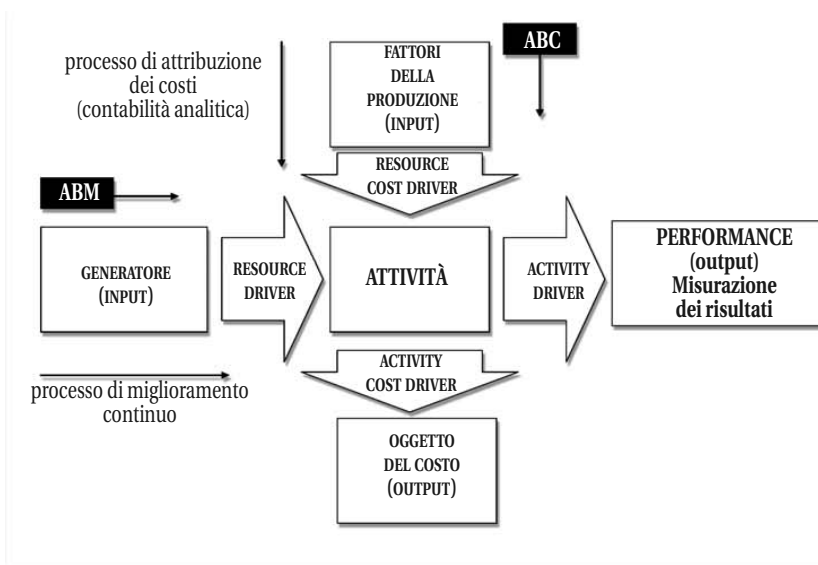 processo di attribuzione
dei costi
(contabilità analitica)
FATTORI
DELLA
PRODUZIONE
(INPUT)
ABC
RESOURCE
COST DRIVER
ABM
GENERATORE
(INPUT)
RESOURCE
DRIVER
ATTIVITÀ
ACTIVITY
DRIVER
PERFORMANCE
(output)
Misurazione
dei risultati
ACTIVITY
COST DRIVER
processo di miglioramento
continuo
OGGETTO
DEL COSTO
(OUTPUT)